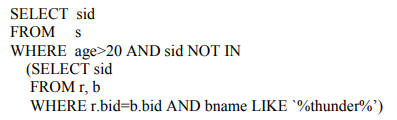 SELECT sid
FROM s
WHERE age>20 AND sid NOT IN
(SELECT sid
FROM r, b
WHERE r.bid=b.bid AND bname LIKE `%thunder%’)